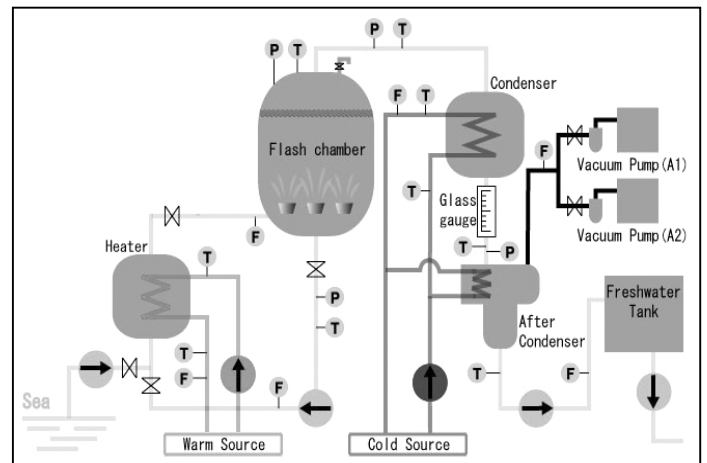 P T
P T
Condenser
F T
Flash chamber
F
Vacuum Pump(A1)
T
Glass
gauge
Vacuum Pump(A2)
F
T P
Heater
T
Freshwater
Tank
P
After
Condenser
T
T
F
T
F
F
Sea
Warm Source
Cold Source